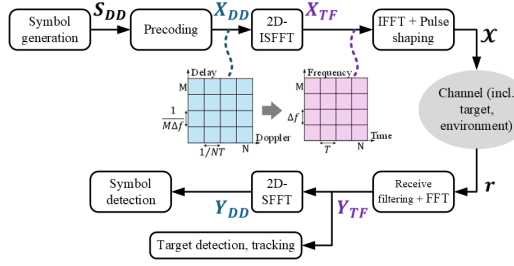 Symbol
generation
S_DD
Precoding
X_DD
2D-
ISFFT
X_TF
IFFT + Pulse
shaping
x
Delay
M
1/MΔf
1/NT
N
Doppler
Frequency
M
Δf
T
N
Time
Channel (incl.
target,
environment)
r
Receive
filtering + FFT
Y_TF
2D-
SFFT
Y_DD
Symbol
detection
Target detection, tracking